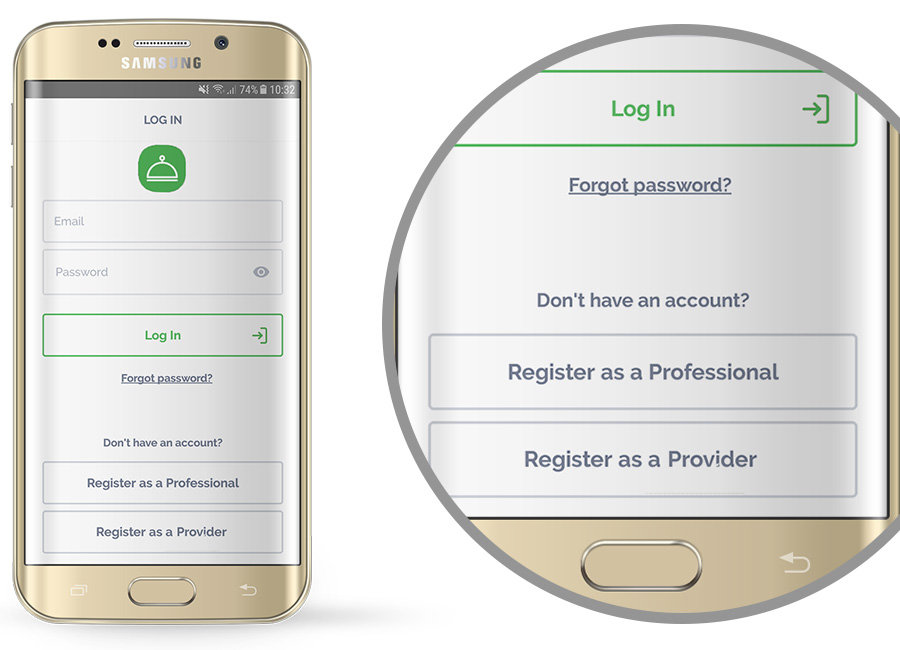 SAMSUNG
74% 10:32
LOG IN
Email
Password
Log In
Forgot password?
Don't have an account?
Register as a Professional
Register as a Provider
Log In
Forgot password?
Don't have an account?
Register as a Professional
Register as a Provider